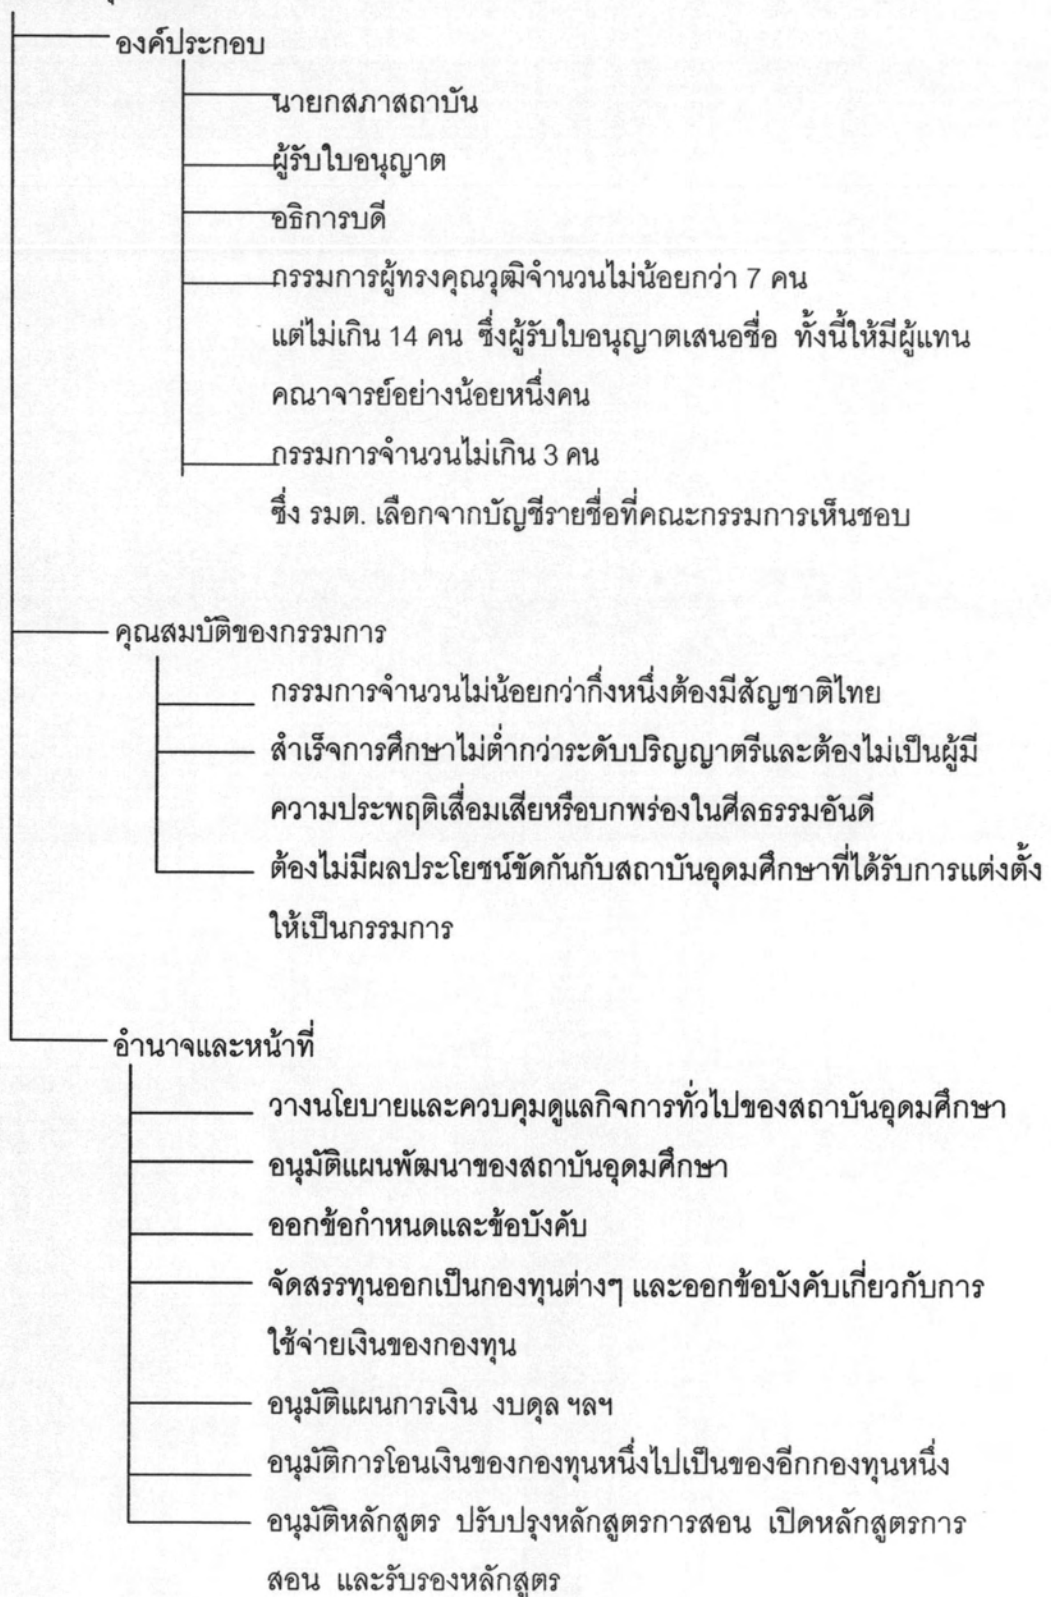 องค์ประกอบ
นายกสภาสถาบัน
ผู้รับใบอนุญาต
อธิการบดี
กรรมการผู้ทรงคุณวุฒิจำนวนไม่น้อยกว่า 7 คน
แต่ไม่เกิน 14 คน ซึ่งผู้รับใบอนุญาตเสนอชื่อ ทั้งนี้ให้มีผู้แทน
คณาจารย์อย่างน้อยหนึ่งคน
กรรมการจำนวนไม่เกิน 3 คน
ซึ่ง รมต. เลือกจากบัญชีรายชื่อที่คณะกรรมการเห็นชอบ
คุณสมบัติของกรรมการ
กรรมการจำนวนไม่น้อยกว่ากึ่งหนึ่งต้องมีสัญชาติไทย
สำเร็จการศึกษาไม่ต่ำกว่าระดับปริญญาตรีและต้องไม่เป็นผู้มี
ความประพฤติเสื่อมเสียหรือบกพร่องในศีลธรรมอันดี
ต้องไม่มีผลประโยชน์ขัดกันกับสถาบันอุดมศึกษาที่ได้รับการแต่งตั้ง
ให้เป็นกรรมการ
อำนาจและหน้าที่
วางนโยบายและควบคุมดูแลกิจการทั่วไปของสถาบันอุดมศึกษา
อนุมัติแผนพัฒนาของสถาบันอุดมศึกษา
ออกข้อกำหนดและข้อบังคับ
จัดสรรทุนออกเป็นกองทุนต่างๆ และออกข้อบังคับเกี่ยวกับการ
ใช้จ่ายเงินของกองทุน
อนุมัติแผนการเงิน งบดุล ฯลฯ
อนุมัติการโอนเงินของกองทุนหนึ่งไปเป็นของอีกกองทุนหนึ่ง
อนุมัติหลักสูตร ปรับปรุงหลักสูตรการสอน เปิดหลักสูตรการ
สอน และรับรองหลักสูตร